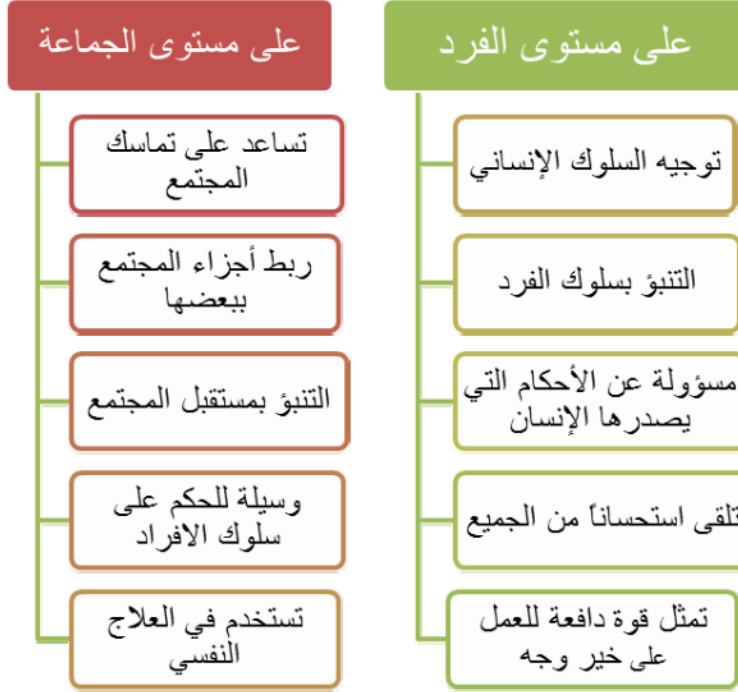 على مستوى الفرد
توجيه السلوك الإنساني
التنبؤ بسلوك الفرد
مسؤولة عن الأحكام التي
يصدرها الإنسان
تلقى استحساناً من الجميع
تمثل قوة دافعة للعمل
على خير وجه
على مستوى الجماعة
تساعد على تماسك
المجتمع
ربط أجزاء المجتمع
ببعضها
التنبؤ بمستقبل المجتمع
وسيلة للحكم على
سلوك الافراد
تستخدم في العلاج
النفسي